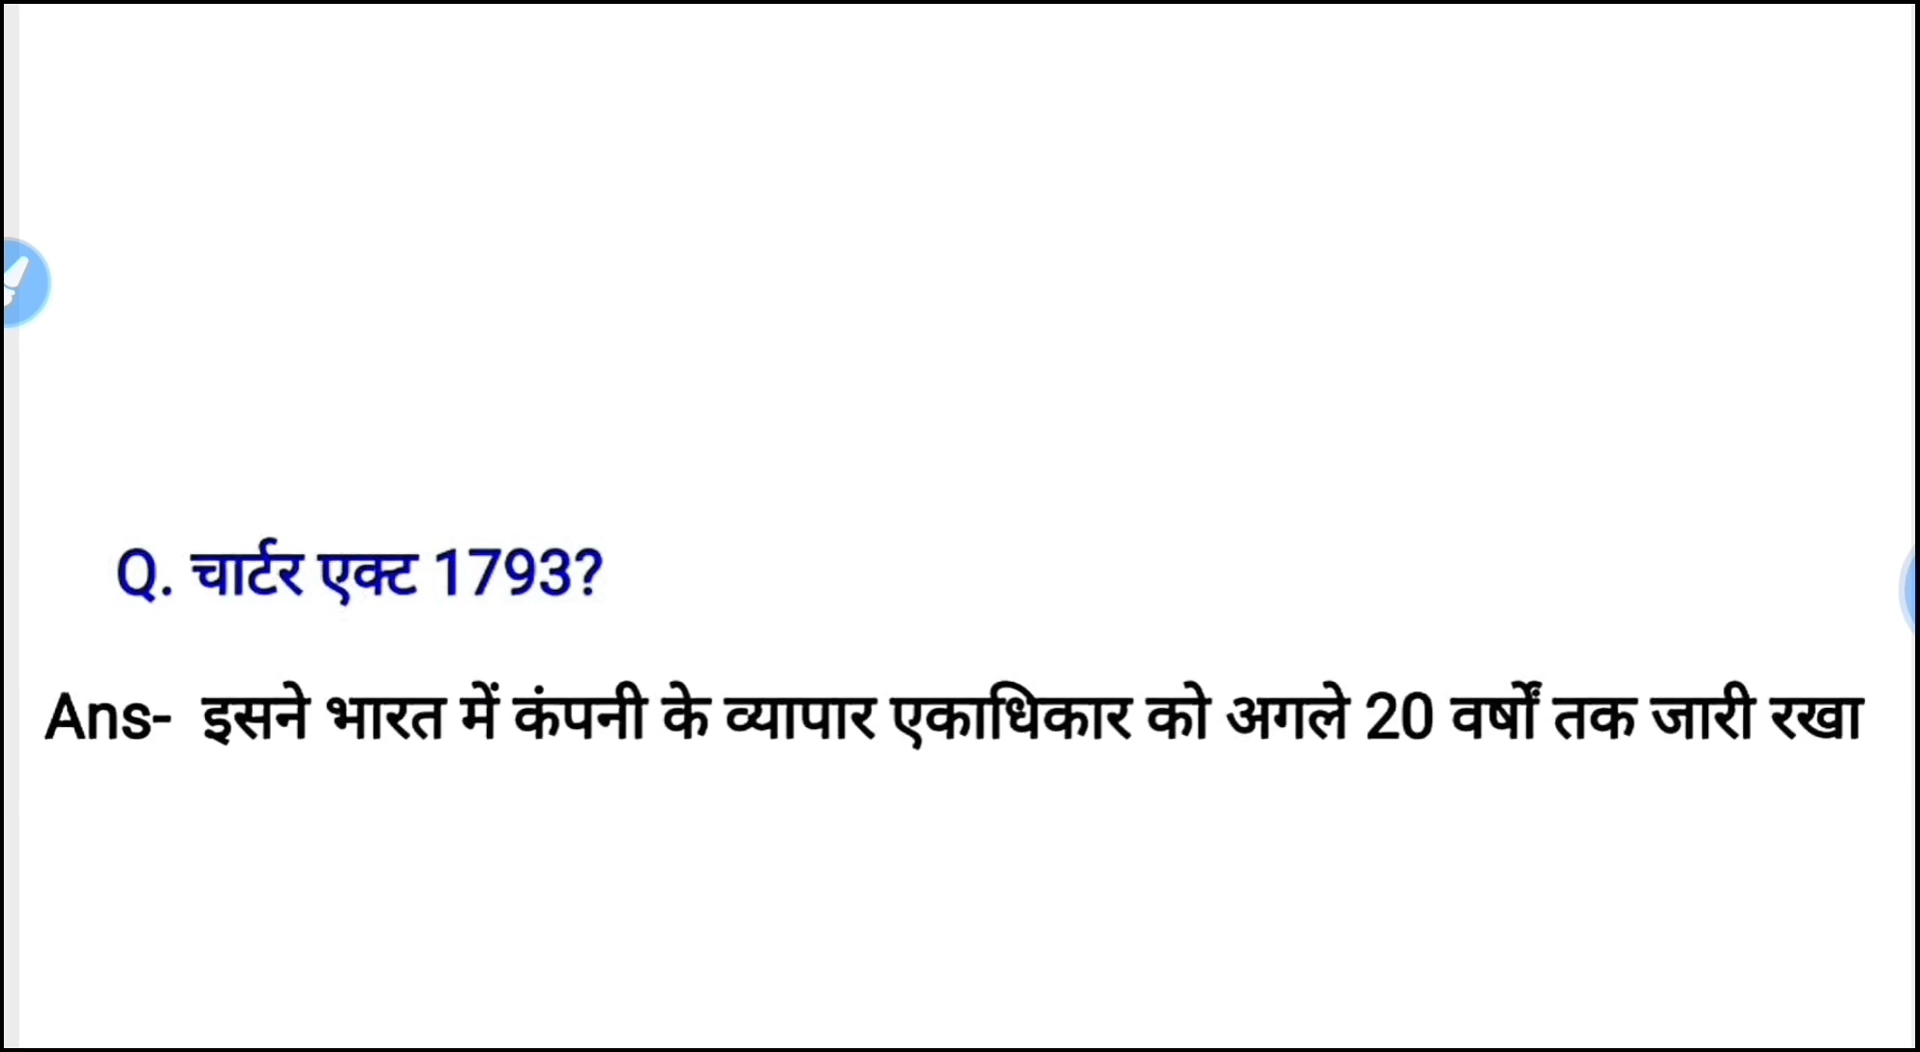 Q. चार्टर एक्ट 1793?
Ans- इसने भारत में कंपनी के व्यापार एकाधिकार को अगले 20 वर्षों तक जारी रखा